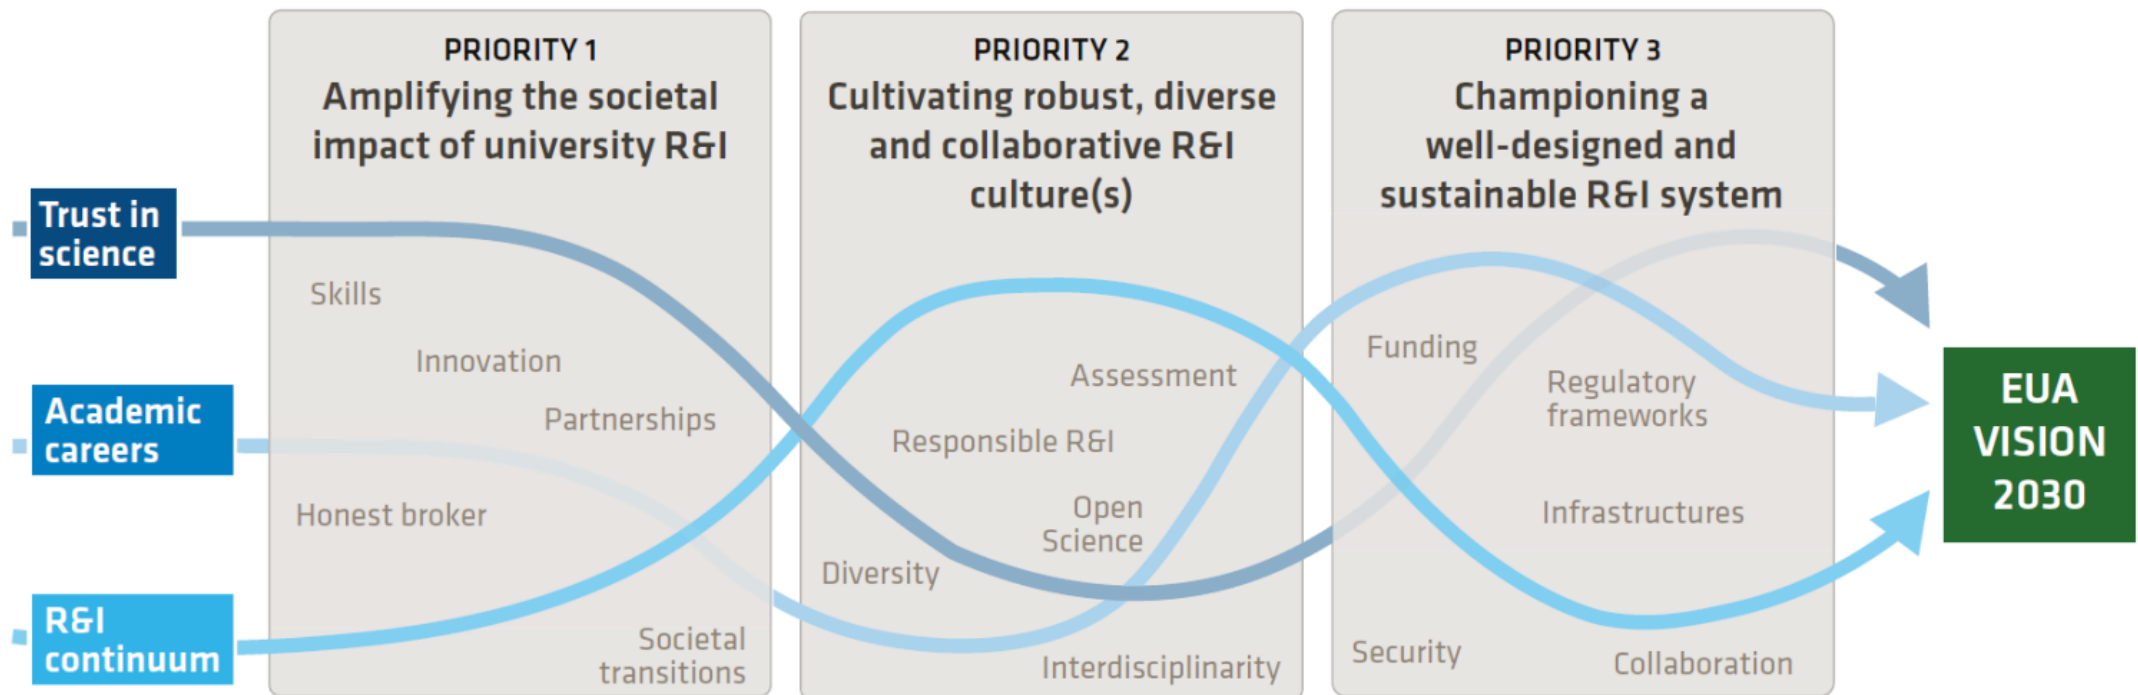 PRIORITY 1
Amplifying the societal
impact of university R&I
PRIORITY 2
Cultivating robust, diverse
and collaborative R&I
culture(s)
PRIORITY 3
Championing a
well-designed and
sustainable R&I system
Trust in
science
Academic
careers
R&I
continuum
Skills
Innovation
Partnerships
Honest broker
Societal
transitions
Assessment
Responsible R&I
Open
Science
Diversity
Interdisciplinarity
Funding
Regulatory
frameworks
Infrastructures
Security
Collaboration
EUA
VISION
2030